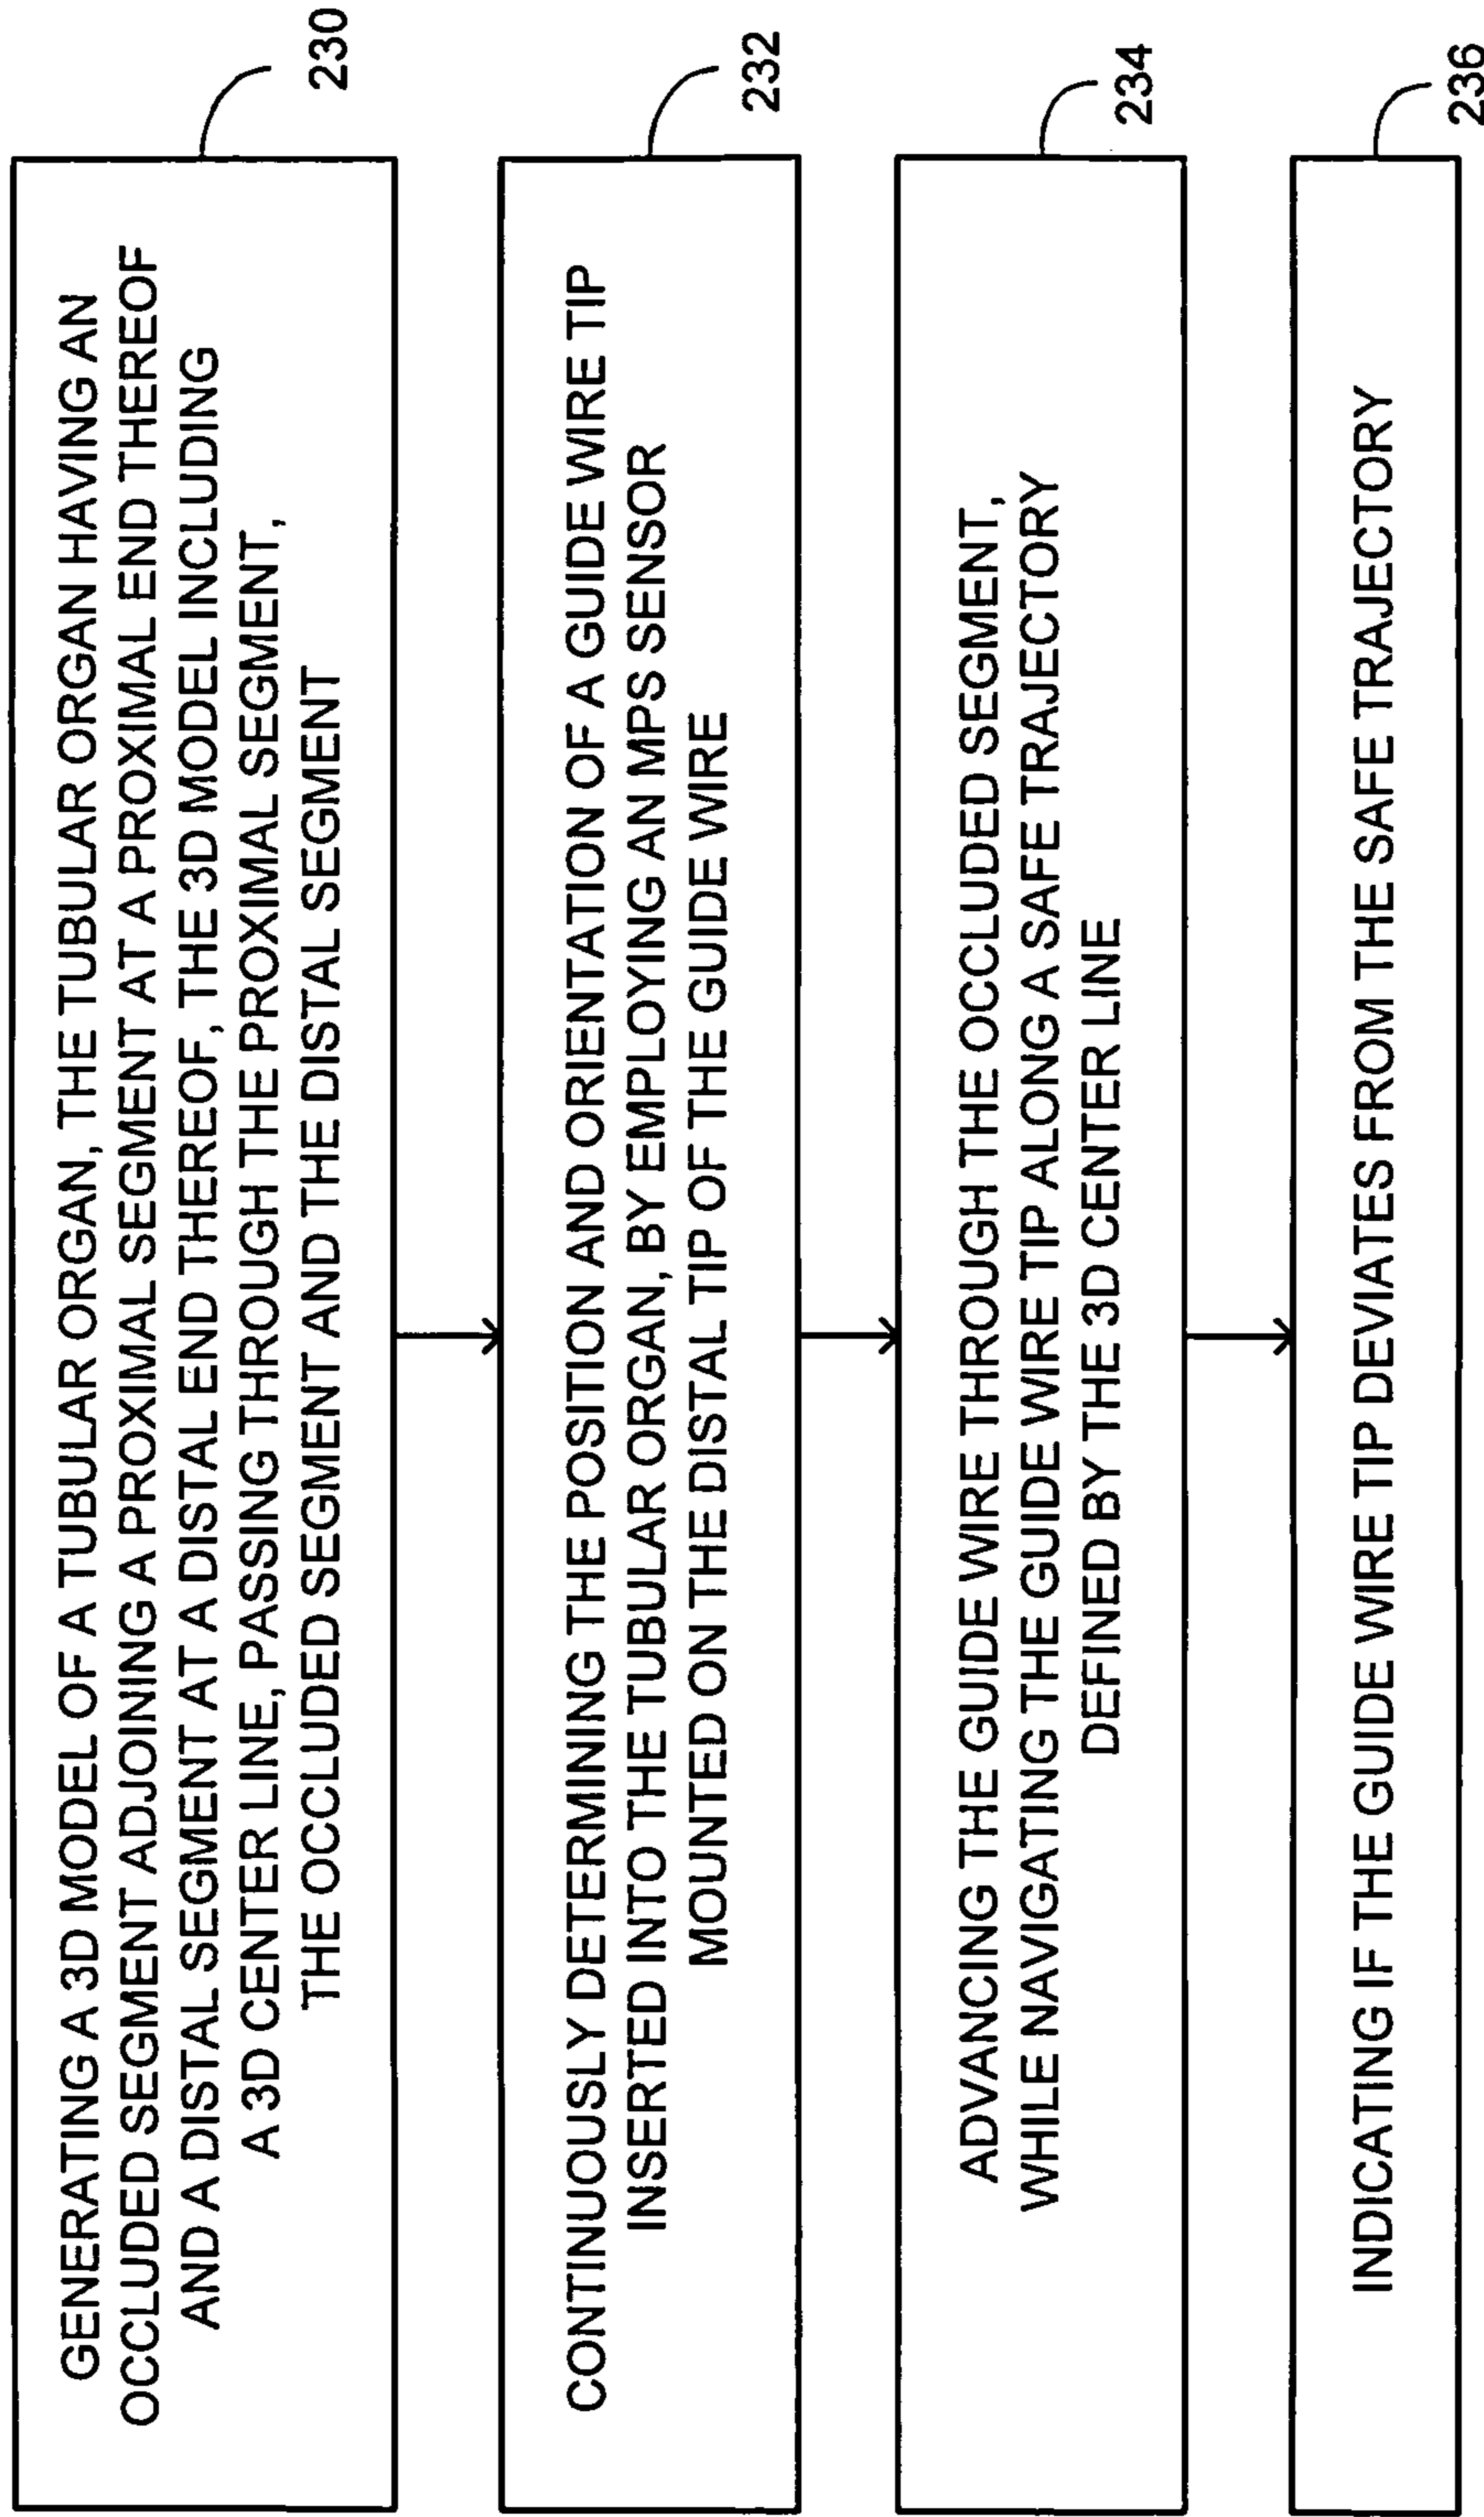 GENERATING A 3D MODEL OF A TUBULAR ORGAN, THE TUBULAR ORGAN HAVING AN
OCCLUDED SEGMENT ADJOINING A PROXIMAL SEGMENT AT A PROXIMAL END THEREOF
AND A DISTAL SEGMENT AT A DISTAL END THEREOF, THE 3D MODEL INCLUDING
A 3D CENTER LINE, PASSING THROUGH THE PROXIMAL SEGMENT,
THE OCCLUDED SEGMENT AND THE DISTAL SEGMENT
230
CONTINUOUSLY DETERMINING THE POSITION AND ORIENTATION OF A GUIDE WIRE TIP
INSERTED INTO THE TUBULAR ORGAN, BY EMPLOYING AN MPS SENSOR
MOUNTED ON THE DISTAL TIP OF THE GUIDE WIRE
232
ADVANCING THE GUIDE WIRE THROUGH THE OCCLUDED SEGMENT,
WHILE NAVIGATING THE GUIDE WIRE TIP ALONG A SAFE TRAJECTORY
DEFINED BY THE 3D CENTER LINE
234
INDICATING IF THE GUIDE WIRE TIP DEVIATES FROM THE SAFE TRAJECTORY
236